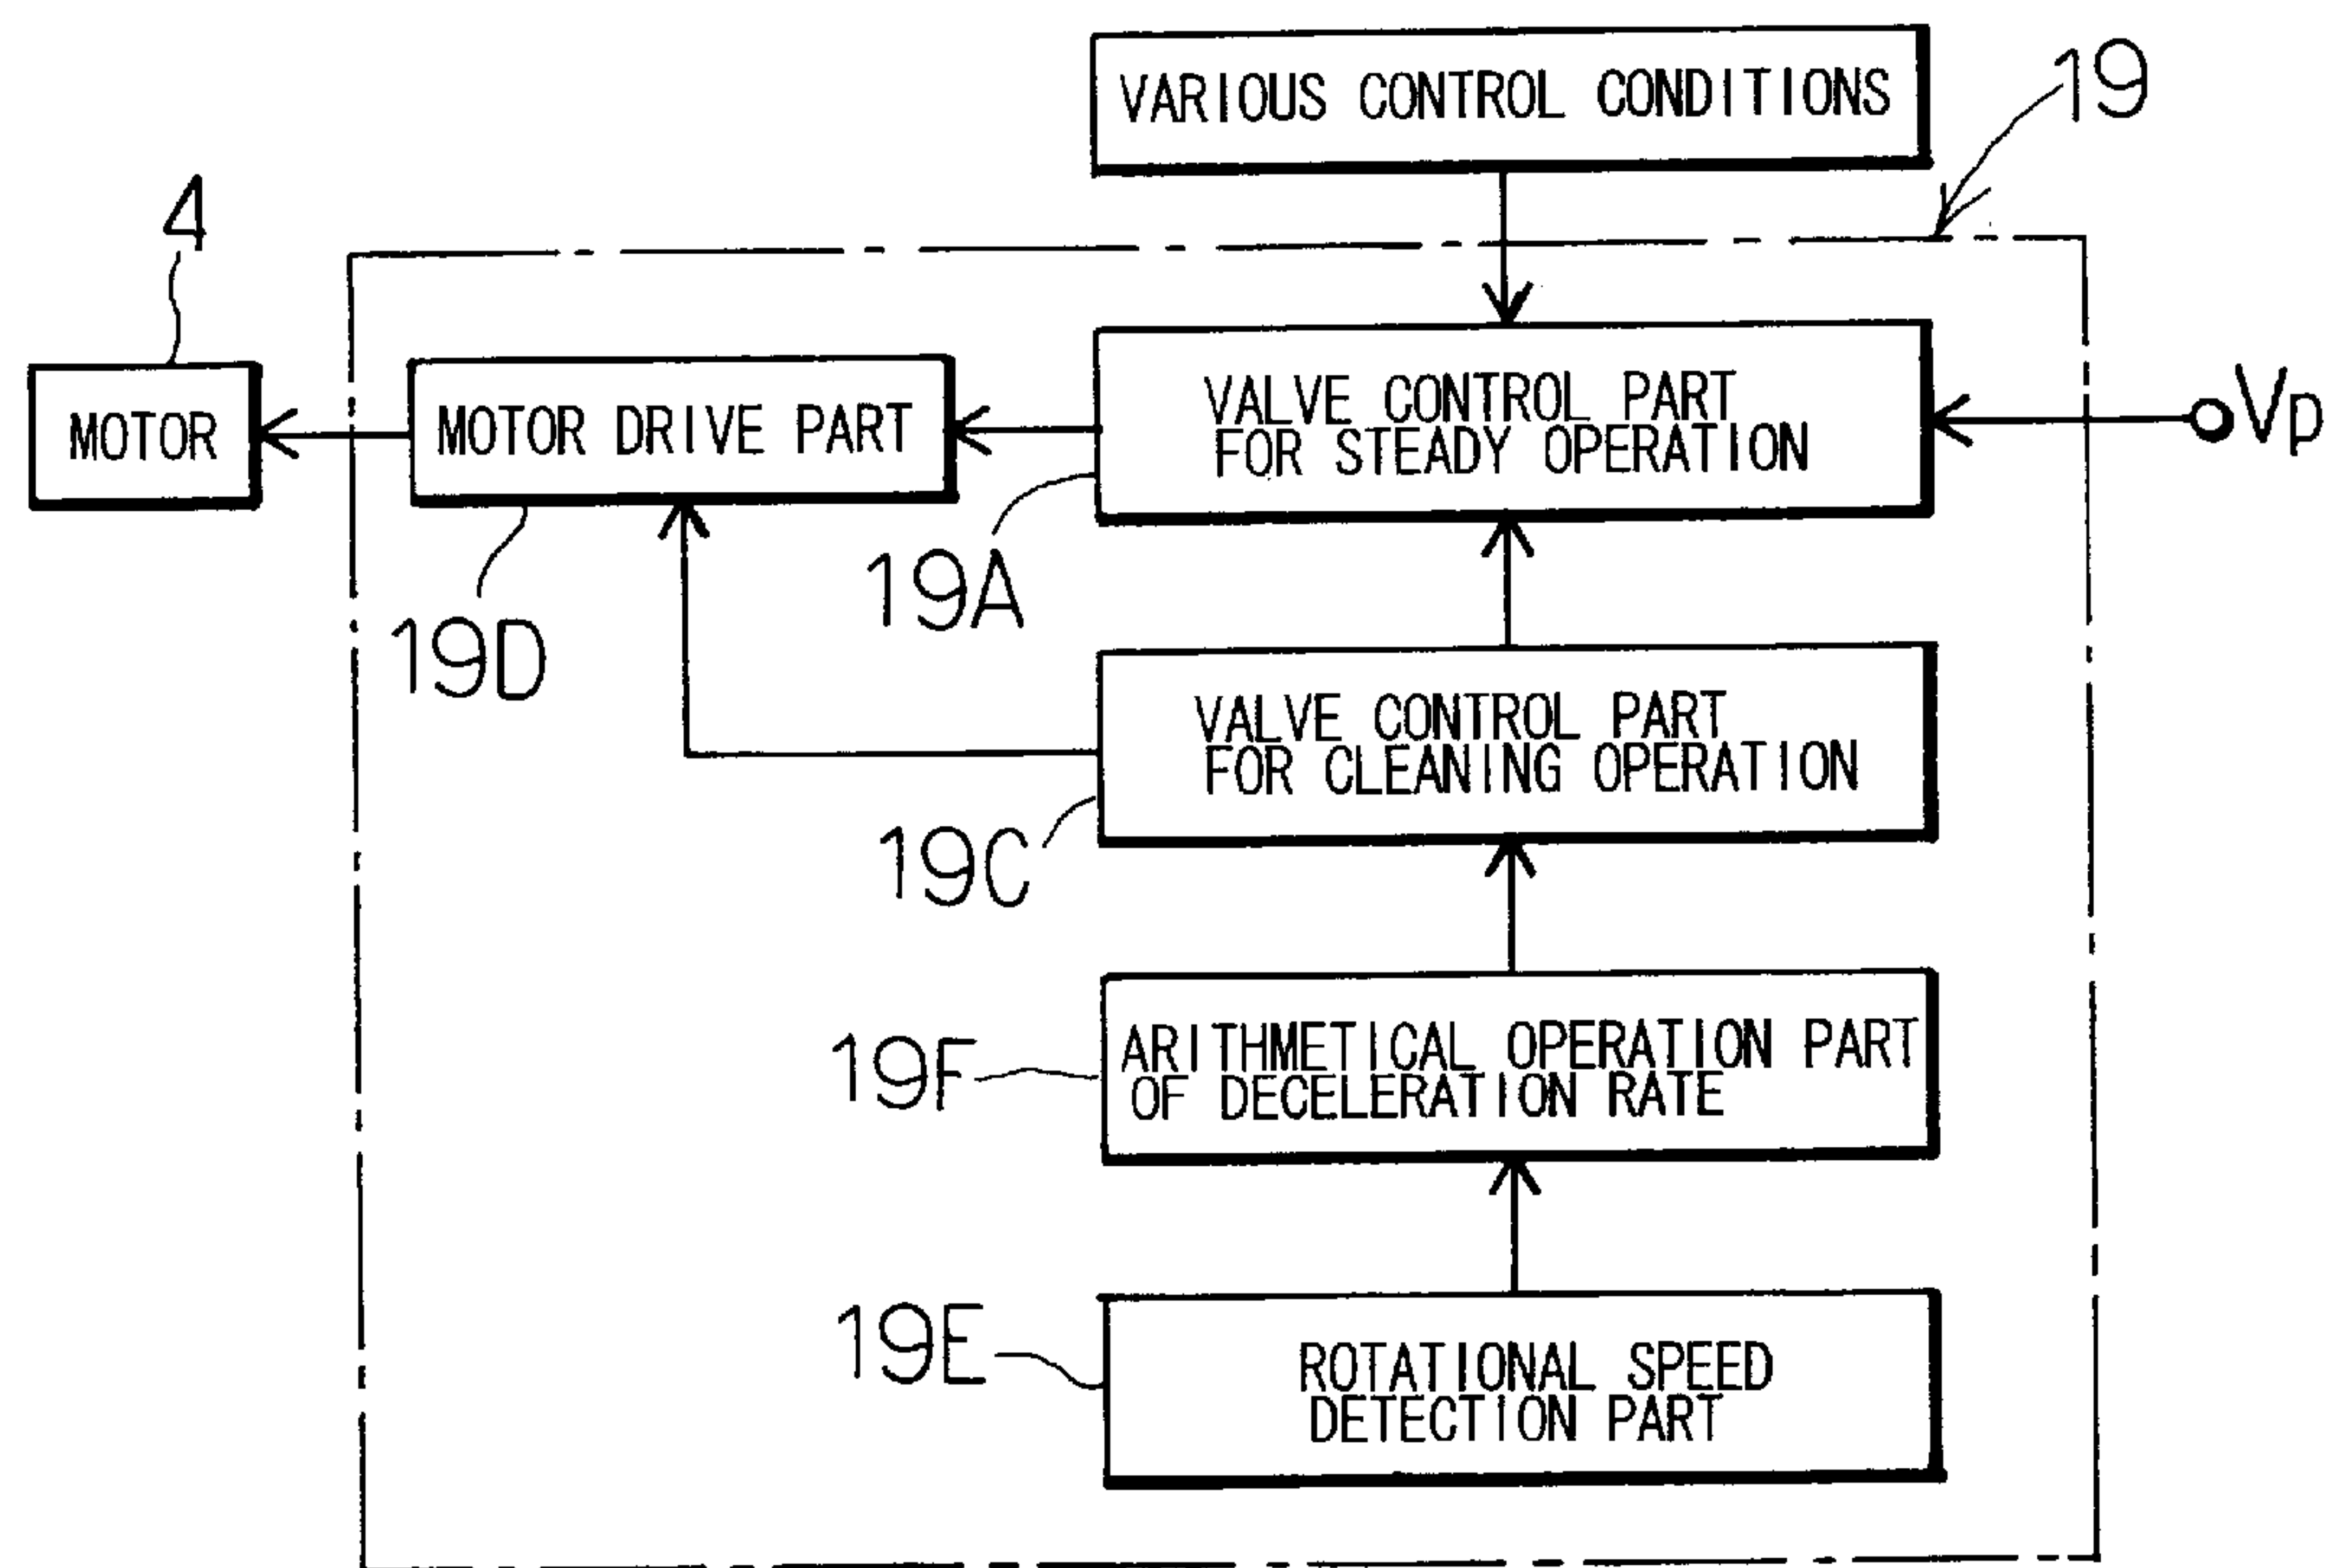 VARIOUS CONTROL CONDITIONS
19
4
MOTOR
MOTOR DRIVE PART
VALVE CONTROL PART
FOR STEADY OPERATION
Vp
19A
19D
VALVE CONTROL PART
FOR CLEANING OPERATION
19C
ARITHMETICAL OPERATION PART
OF DECELERATION RATE
19F
ROTATIONAL SPEED
DETECTION PART
19E